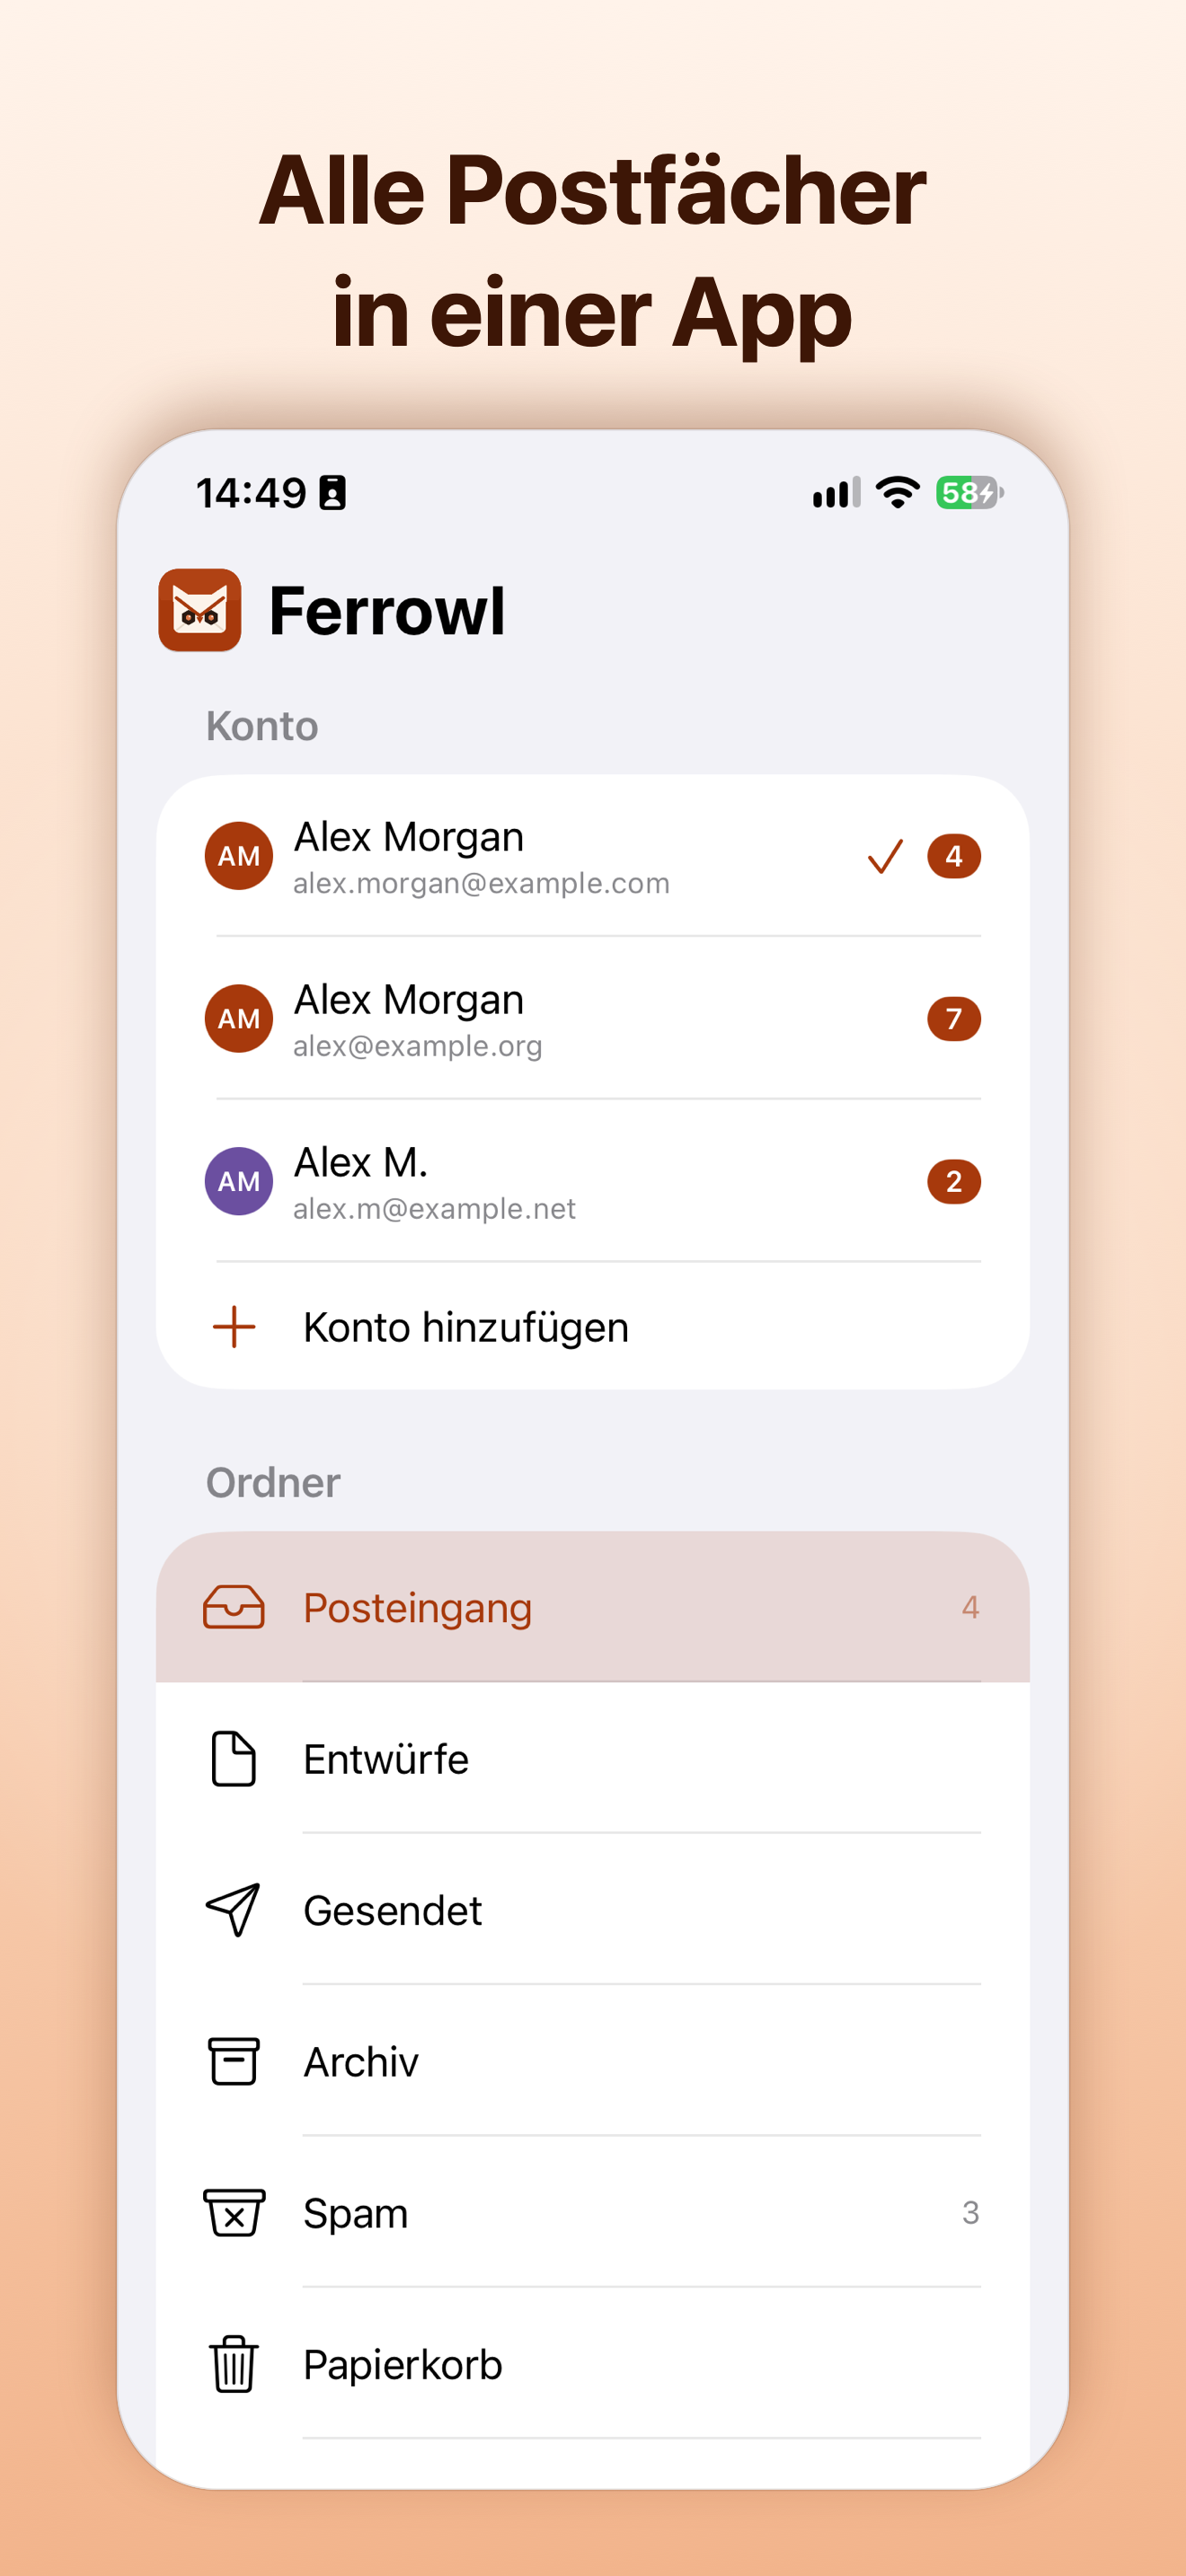 Alle Postfächer
in einer App
14:49
58
Ferrowl
Konto
AM
Alex Morgan
alex.morgan@example.com
4
AM
Alex Morgan
alex@example.org
7
AM
Alex M.
alex.m@example.net
2
Konto hinzufügen
Ordner
Posteingang 4
Entwürfe
Gesendet
Archiv
Spam 3
Papierkorb